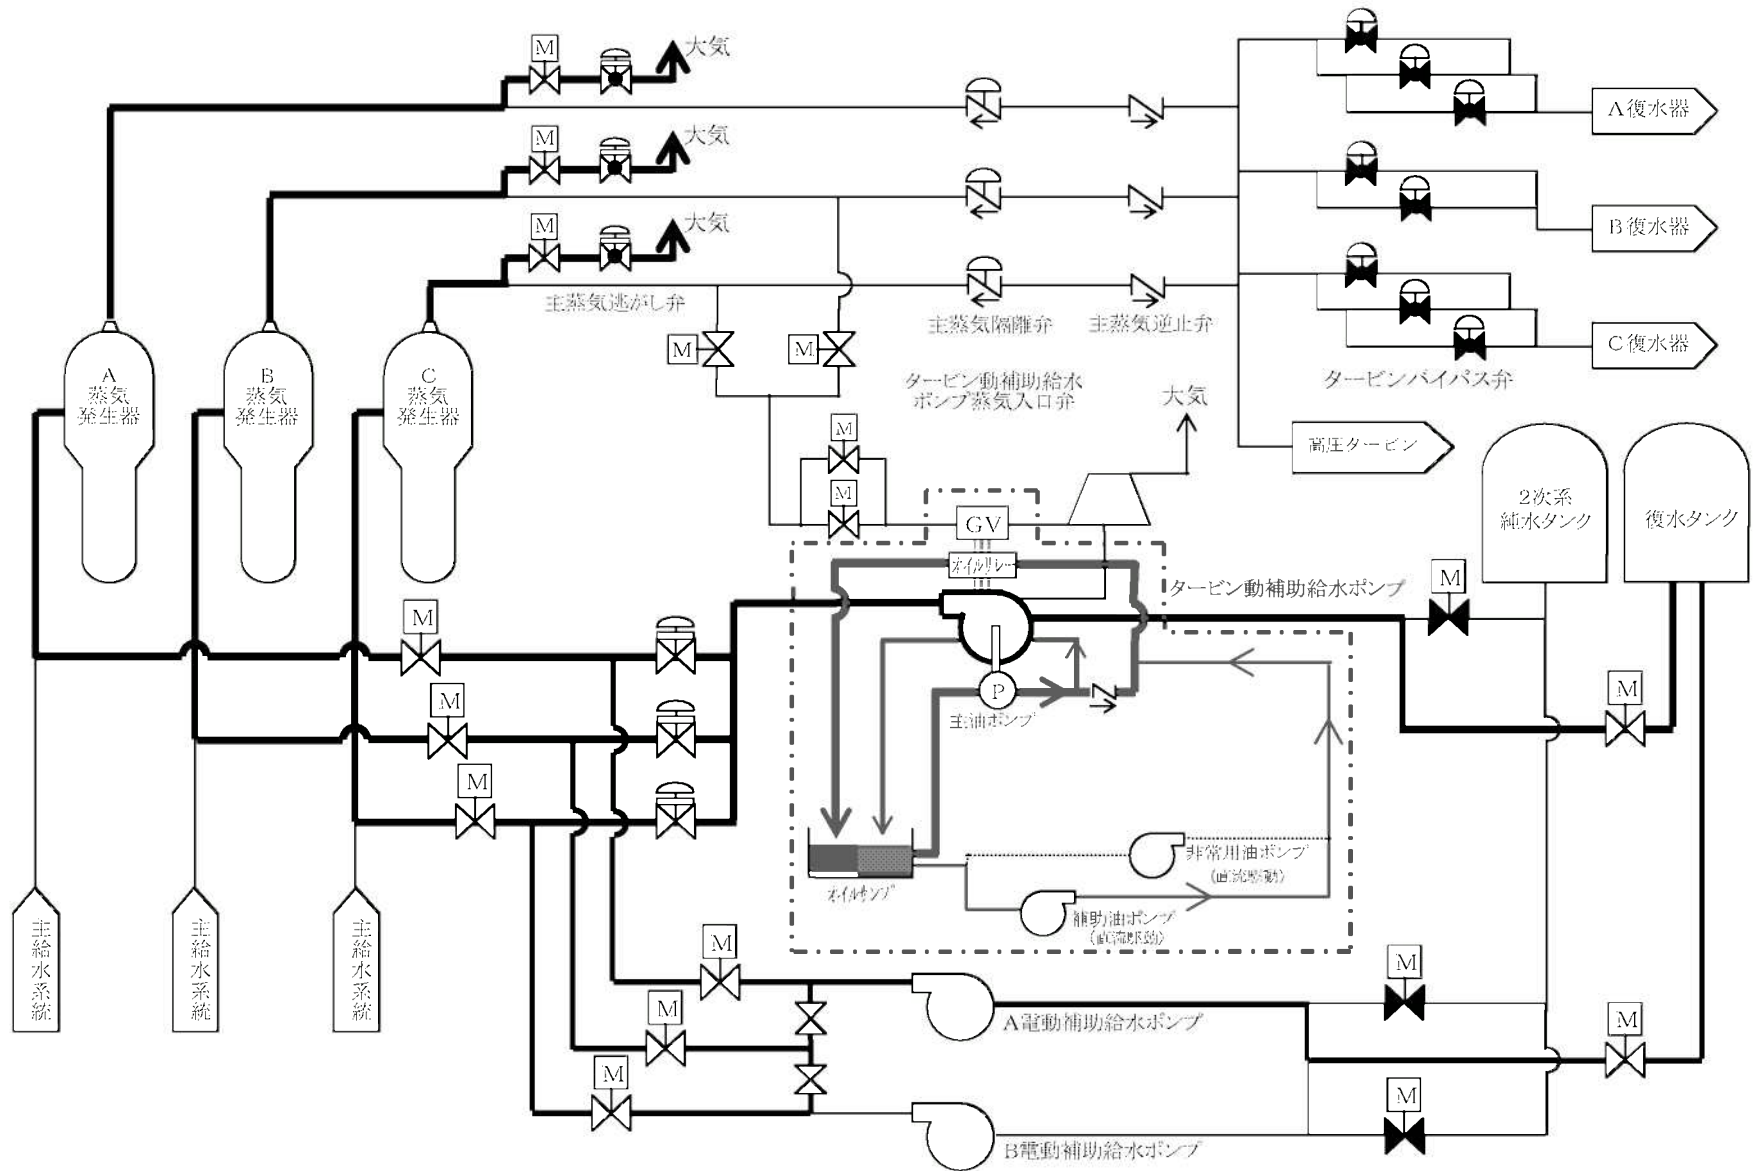 M
大気
M
大気
M
大気
主蒸気逃がし弁
主蒸気隔離弁
主蒸気逆止弁
A復水器
B復水器
C復水器
タービンバイパス弁
M
M
タービン動補助給水
ポンプ蒸気入口弁
大気
高圧タービン
A
蒸気
発生器
B
蒸気
発生器
C
蒸気
発生器
M
M
GV
オイルリレー
タービン動補助給水ポンプ
2次系
純水タンク
復水タンク
M
M
M
M
M
P
主油ポンプ
オイルサンプ
非常用油ポンプ
(直流駆動)
補助油ポンプ
(直流駆動)
主給水系統
主給水系統
主給水系統
M
M
M
A電動補助給水ポンプ
B電動補助給水ポンプ
M
M
M